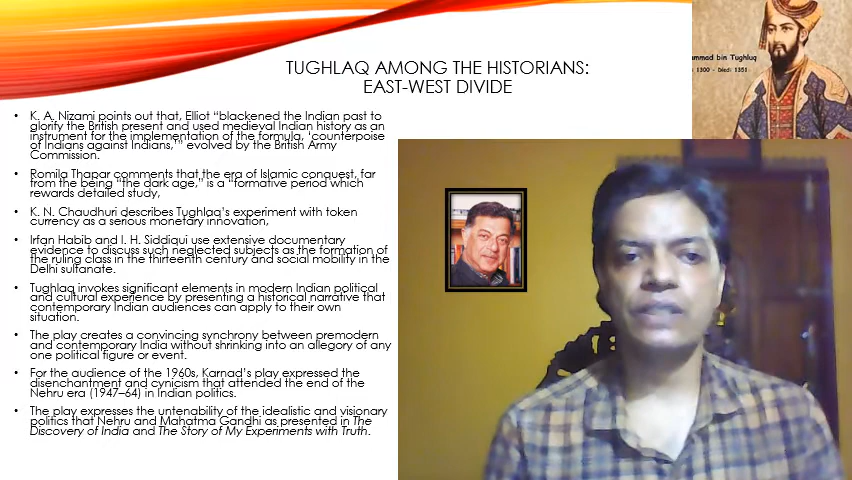 TUGHLAQ AMONG THE HISTORIANS:
EAST-WEST DIVIDE
mmad bin Tughluq
1300 - Died: 1351
• K. A. Nizami points out that, Elliot “blackened the Indian past to
glorify the British present and used medieval Indian history as an
instrument for the implementation of the formula, ‘counterpoise
of Indians against Indians,’” evolved by the British Army
Commission.
• Romila Thapar comments that the era of Islamic conquest, far
from the being “the dark age,” is a “formative period which
rewards detailed study,
• K. N. Chaudhuri describes Tughlaq’s experiment with token
currency as a serious monetary innovation,
• Irfan Habib and I. H. Siddiqui use extensive documentary
evidence to discuss such neglected subjects as the formation of
the ruling class in the thirteenth century and social mobility in the
Delhi sultanate.
• Tughlaq invokes significant elements in modern Indian political
and cultural experience by presenting a historical narrative that
contemporary Indian audiences can apply to their own
situation.
• The play creates a convincing synchrony between premodern
and contemporary India without shrinking into an allegory of any
one political figure or event.
• For the audience of the 1960s, Karnad’s play expressed the
disenchantment and cynicism that attended the end of the
Nehru era (1947–64) in Indian politics.
• The play expresses the untenability of the idealistic and visionary
politics that Nehru and Mahatma Gandhi as presented in The
Discovery of India and The Story of My Experiments with Truth.